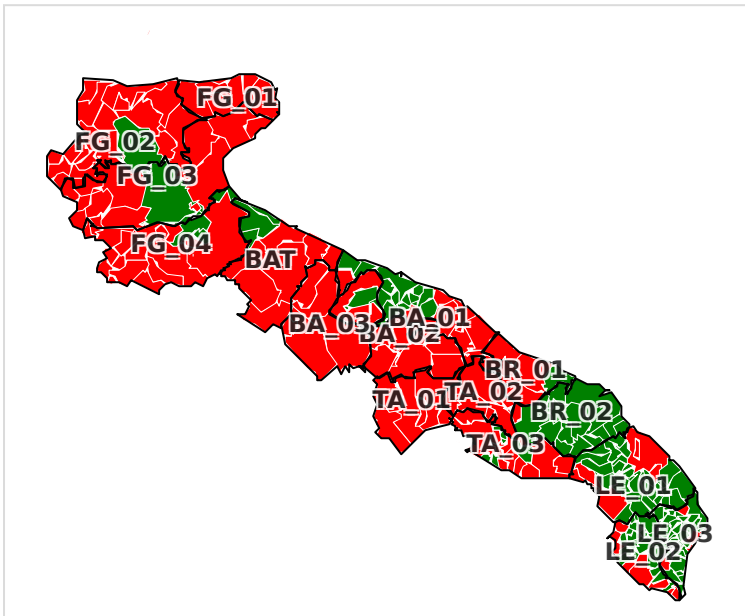 FG_01
FG_02
FG_03
FG_04
BAT
BA_01
BA_03
BA_02
BR_01
TA_02
TA_01
BR_02
TA_03
LE_01
LE_03
LE_02